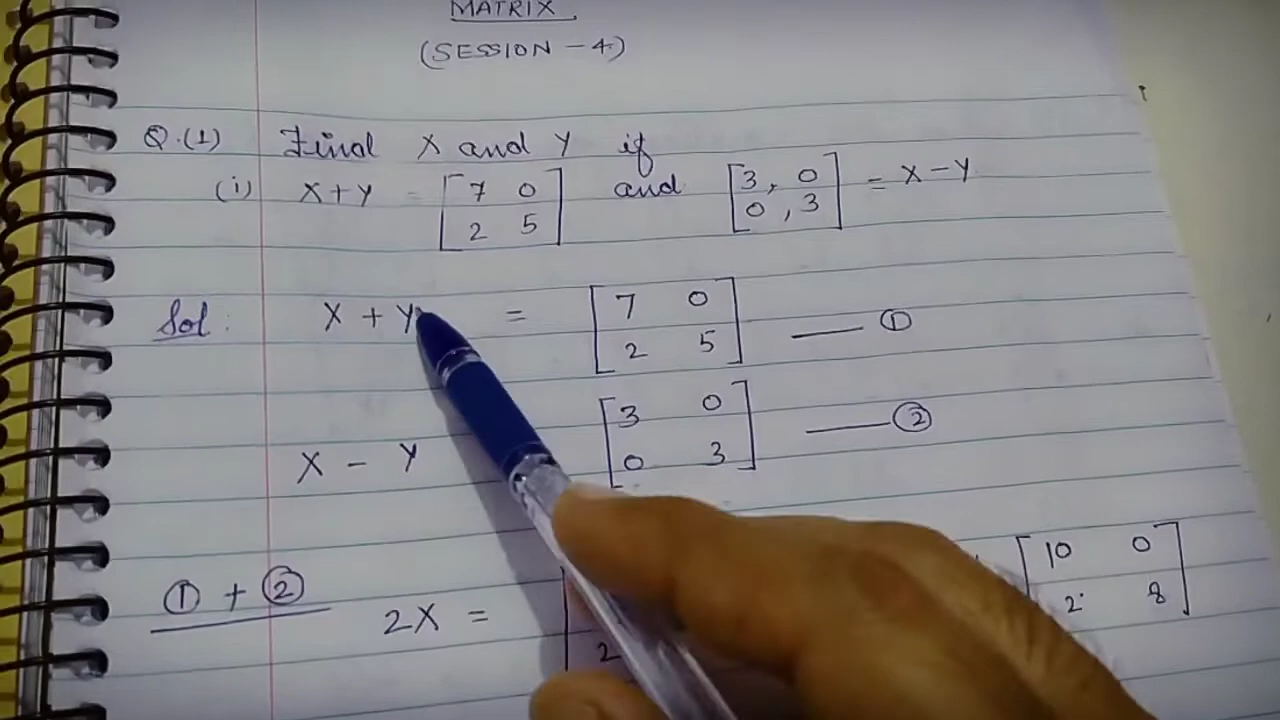 MATRIX
(SESSION - 4)
Q.(1) Find X and Y if
(i) X+Y = [7 0 and [3, 0 = X-Y
2 5] 0, 3]
Sol: X + Y = [7 0 —— ①
2 5]
X - Y [3 0 —— ②
0 3]
① + ② 2X = [ [10 0
2 2 8]